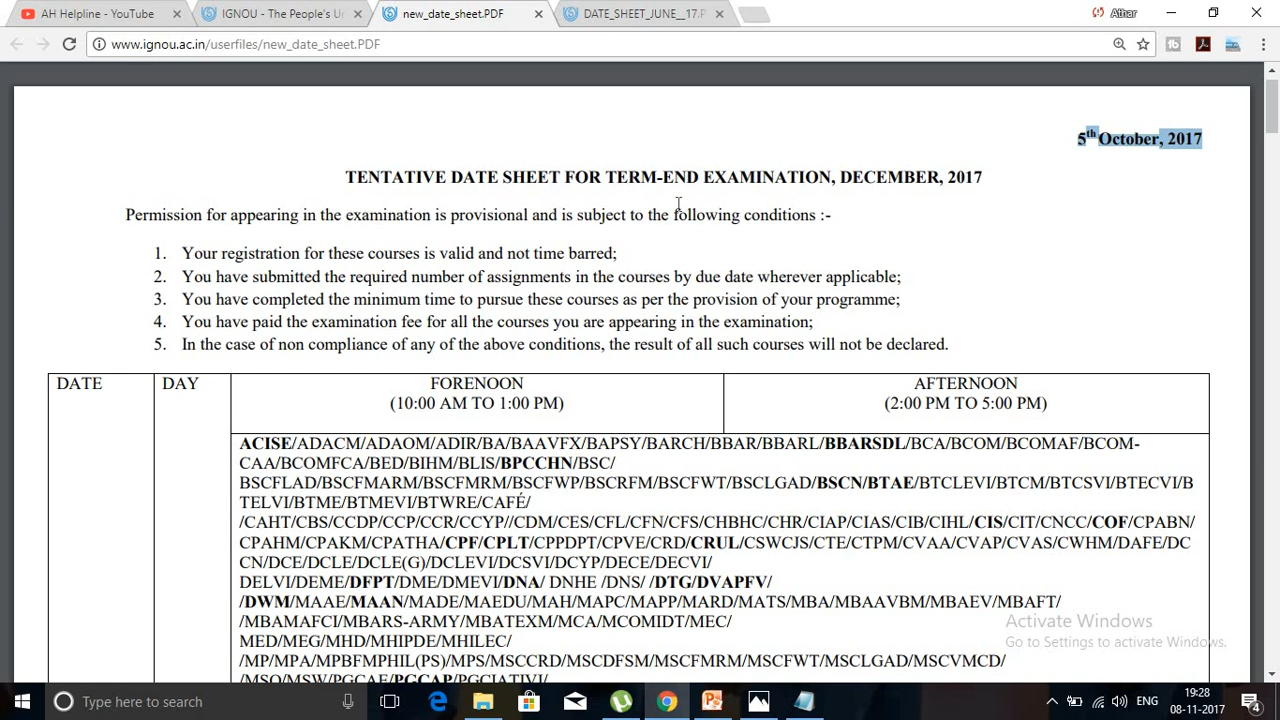 AH Helpline - YouTube
IGNOU - The People's Un
new_date_sheet.PDF
DATE_SHEET_JUNE__17.P
Athar
www.ignou.ac.in/userfiles/new_date_sheet.PDF
5th October, 2017
TENTATIVE DATE SHEET FOR TERM-END EXAMINATION, DECEMBER, 2017
Permission for appearing in the examination is provisional and is subject to the following conditions :-
1. Your registration for these courses is valid and not time barred;
2. You have submitted the required number of assignments in the courses by due date wherever applicable;
3. You have completed the minimum time to pursue these courses as per the provision of your programme;
4. You have paid the examination fee for all the courses you are appearing in the examination;
5. In the case of non compliance of any of the above conditions, the result of all such courses will not be declared.
DATE DAY FORENOON AFTERNOON
(10:00 AM TO 1:00 PM) (2:00 PM TO 5:00 PM)
ACISE/ADACM/ADAOM/ADIR/BA/BAAVFX/BAPSY/BARCH/BBAR/BBARL/BBARSDL/BCA/BCOM/BCOMAF/BCOM-
CAA/BCOMFCA/BED/BIHM/BLIS/BPCCHN/BSC/
BSCFLAD/BSCFMARM/BSCFMRM/BSCFWP/BSCRFM/BSCFWT/BSCLGAD/BSCN/BTAE/BTCLEVI/BTCM/BTCSVI/BTECVI/B
TELVI/BTME/BTMEVI/BTWRE/CAFÉ/
/CAHT/CBS/CCDP/CCP/CCR/CCYP//CDM/CES/CFL/CFN/CFS/CHBHC/CHR/CIAP/CIAS/CIB/CIHL/CIS/CIT/CNCC/COF/CPABN/
CPAHM/CPAKM/CPATHA/CPF/CPLT/CPPDPT/CPVE/CRD/CRUL/CSWCJS/CTE/CTPM/CVAA/CVAP/CVAS/CWHM/DAFE/DC
CN/DCE/DCLE/DCLE(G)/DCLEVI/DCSVI/DCYP/DECE/DECVI/
DELVI/DEME/DFPT/DME/DMEVI/DNA/ DNHE /DNS/ /DTG/DVAPFV/
/DWM/MAAE/MAAN/MADE/MAEDU/MAH/MAPC/MAPP/MARD/MATS/MBA/MBAAVBM/MBAEV/MBAFT/
/MBAMAFCI/MBARS-ARMY/MBATEXM/MCA/MCOMIDT/MEC/
MED/MEG/MHD/MHIPDE/MHILEC/
/MP/MPA/MPBFMPHIL(PS)/MPS/MSCCRD/MSCDFSM/MSCFMRM/MSCFWT/MSCLGAD/MSCVMCD/
/MSO/MSW/PGCAE/PGCAP/PGCIATIVI/
Activate Windows
Go to Settings to activate Windows.
Type here to search
ENG
19:28
08-11-2017
4